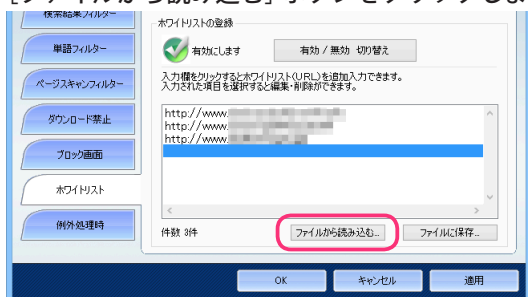 [ファイルから読み込む] ボタンをクリックしま
検索結果フィルター
単語フィルター
ページスキャンフィルター
ダウンロード禁止
ブロック画面
ホワイトリスト
例外処理時
ホワイトリストの登録
有効にします
有効 / 無効 切り替え
入力欄をクリックするとホワイトリスト(URL)を追加入力できます。
入力された項目を選択すると編集・削除ができます。
http://www.
http://www.
http://www.
件数 3件
ファイルから読み込む...
ファイルに保存...
OK
キャンセル
適用